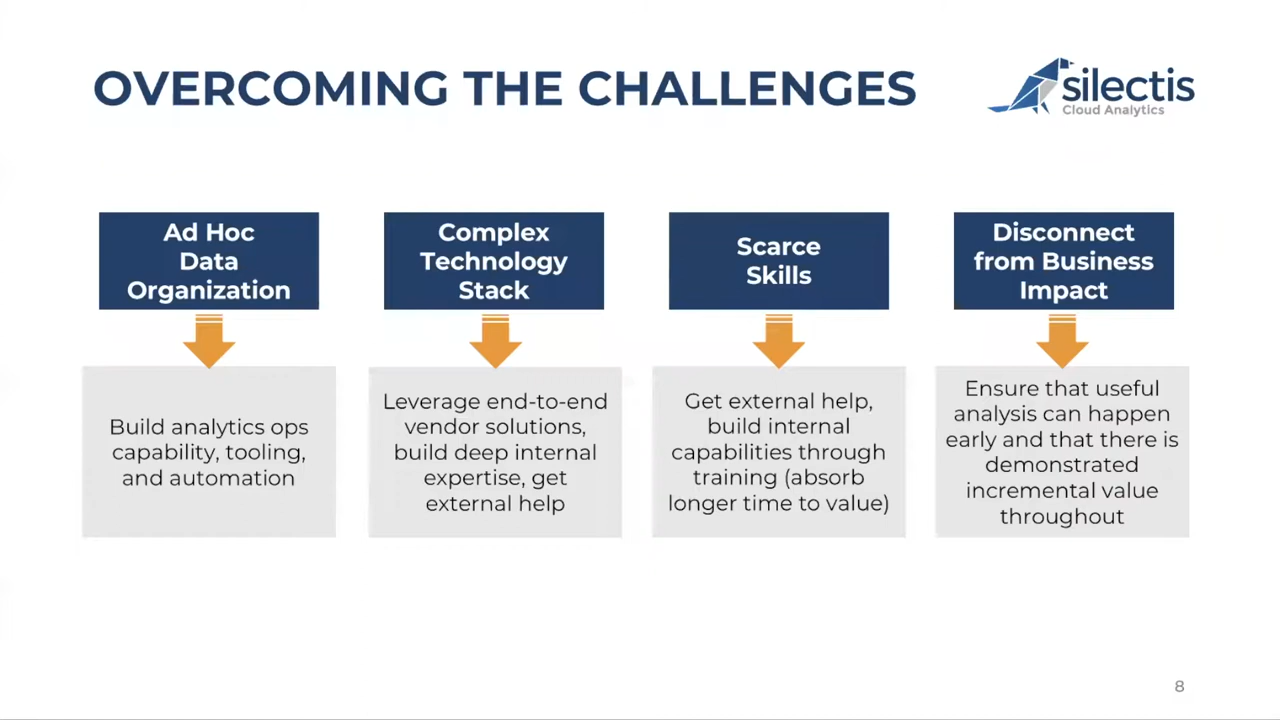 OVERCOMING THE CHALLENGES
silectis
Cloud Analytics
Ad Hoc
Data
Organization
Complex
Technology
Stack
Scarce
Skills
Disconnect
from Business
Impact
Build analytics ops
capability, tooling,
and automation
Leverage end-to-end
vendor solutions,
build deep internal
expertise, get
external help
Get external help,
build internal
capabilities through
training (absorb
longer time to value)
Ensure that useful
analysis can happen
early and that there is
demonstrated
incremental value
throughout
8